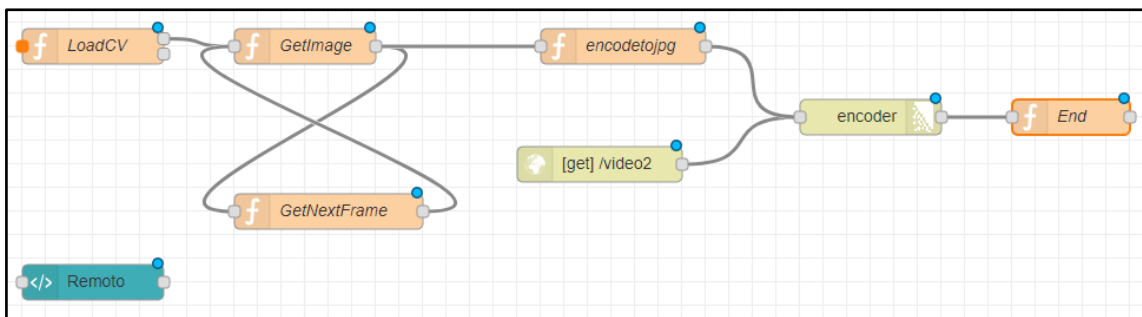 LoadCV
GetImage
encodetojpg
encoder
End
[get] /video2
GetNextFrame
</> Remoto